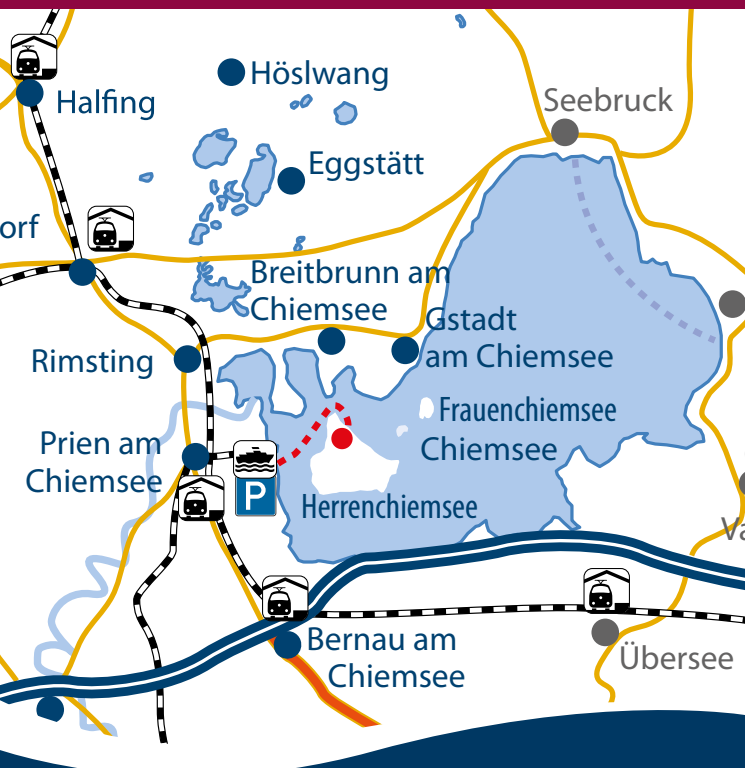 Höslwang
Halfing
Seebruck
Eggstätt
orf
Breitbrunn am
Chiemsee
Gstadt
am Chiemsee
Rimsting
Frauenchiemsee
Chiemsee
Prien am
Chiemsee
P
Herrenchiemsee
Va
Bernau am
Chiemsee
Übersee